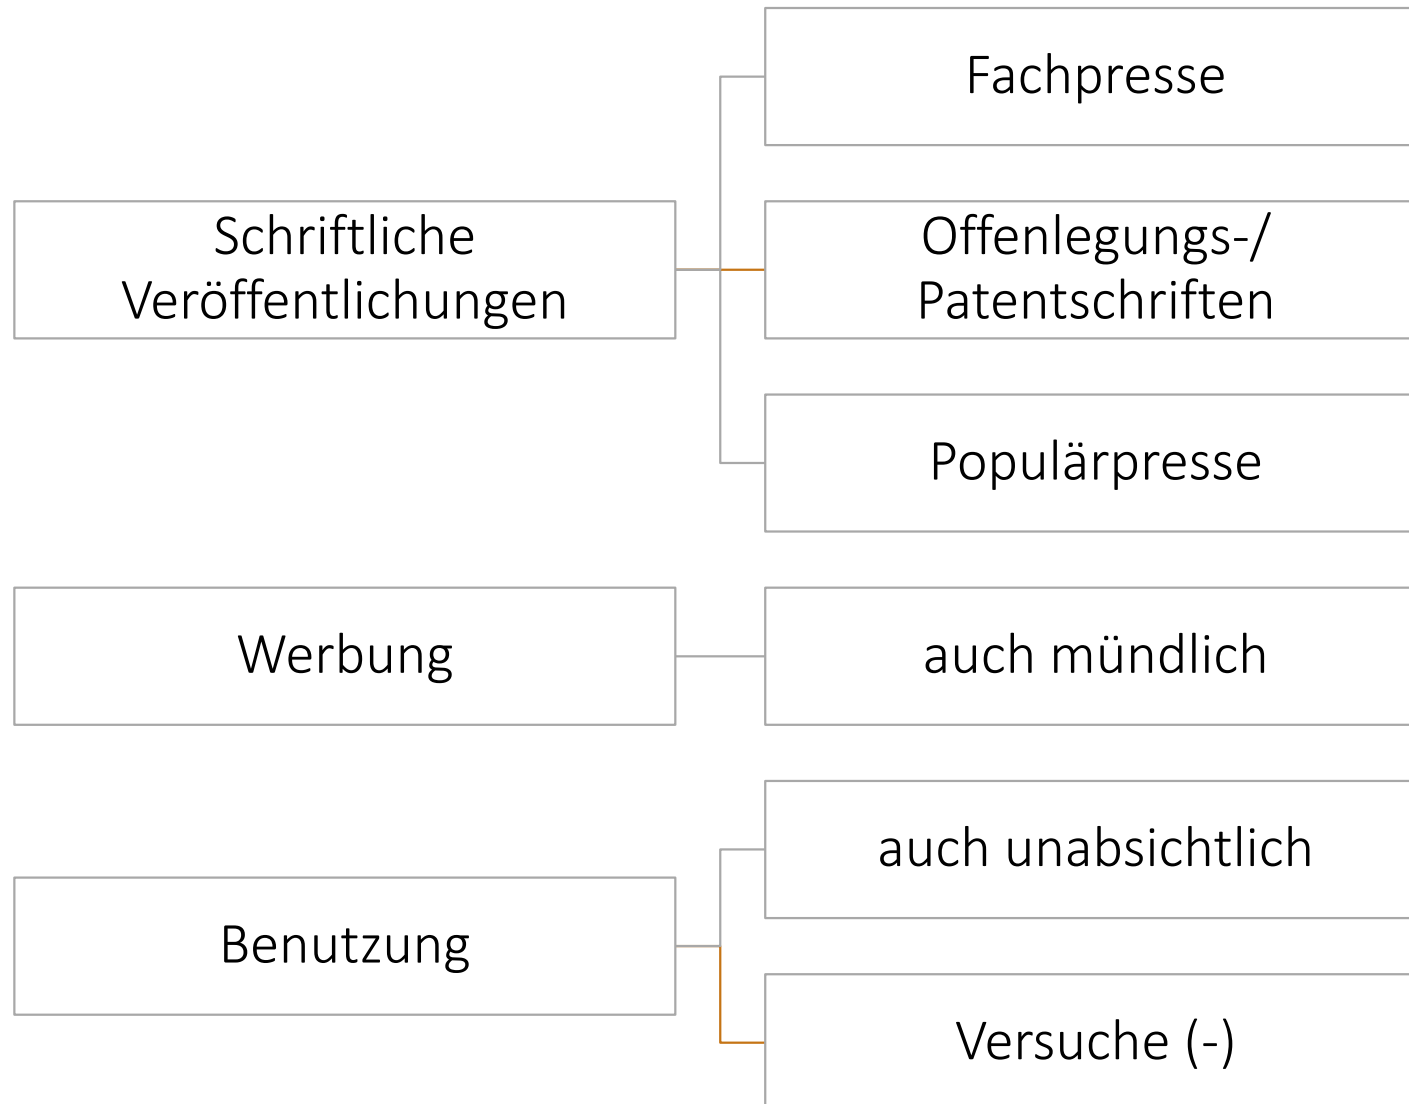 Schriftliche
Veröffentlichungen
Fachpresse
Offenlegungs-/
Patentschriften
Populärpresse
Werbung
auch mündlich
Benutzung
auch unabsichtlich
Versuche (-)